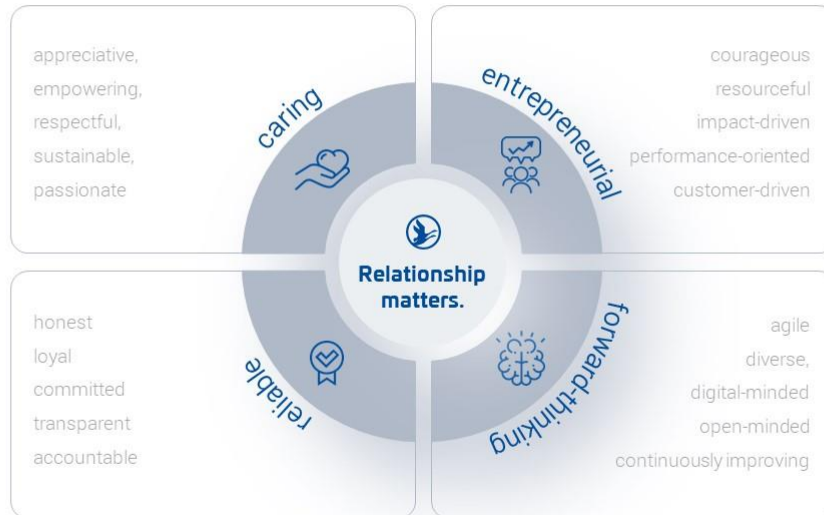 appreciative,
empowering,
respectful,
sustainable,
passionate
caring
entrepreneurial
courageous
resourceful
impact-driven
performance-oriented
customer-driven
Relationship
matters.
honest
loyal
committed
transparent
accountable
reliable
forward-thinking
agile
diverse,
digital-minded
open-minded
continuously improving